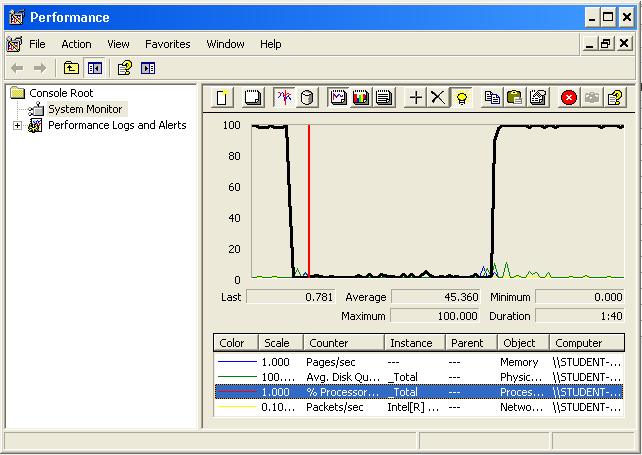 Performance
File Action View Favorites Window Help
Console Root
System Monitor
Performance Logs and Alerts
100
80
60
40
20
0
Last 0.781 Average 45.360 Minimum 0.000
Maximum 100.000 Duration 1:40
Color Scale Counter Instance Parent Object Computer
1.000 Pages/sec --- --- Memory \\STUDENT-...
100.... Avg. Disk Qu... _Total --- Physic... \\STUDENT-...
1.000 % Processor... _Total --- Proces... \\STUDENT-...
0.10... Packets/sec Intel[R] ... --- Netwo... \\STUDENT-...